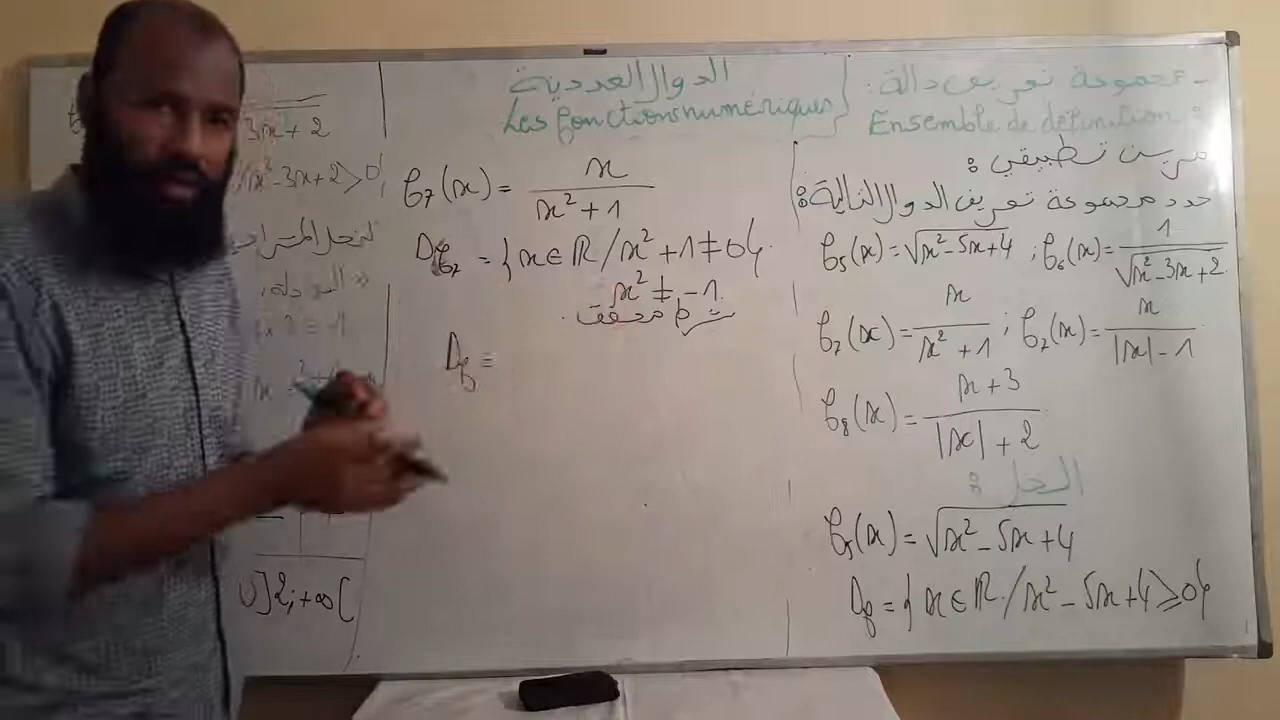 - مجموعة تعريف دالة :
Ensemble de définition :
تمرين تطبيقي :
حدد مجموعة تعريف الدوال التالية :
f₅(x) = √(x² - 5x + 4) ; f₆(x) = 1/√(x² - 3x + 2)
f₇(x) = x/(x² + 1) ; f₇(x) = x/(|x| - 1)
f₈(x) = (x + 3)/(|x| + 2)
الحل :
f₅(x) = √(x² - 5x + 4)
D_f = {x ∈ ℝ / x² - 5x + 4 ≥ 0}
الدوال العددية
Les fonctions numériques
f₇(x) = x/(x² + 1)
D_f₇ = {x ∈ ℝ / x² + 1 ≠ 0}
x² ≠ -1
شرط محقق
D_f =
3x + 2
x² - 3x + 2 > 0
∪ ]2; +∞[